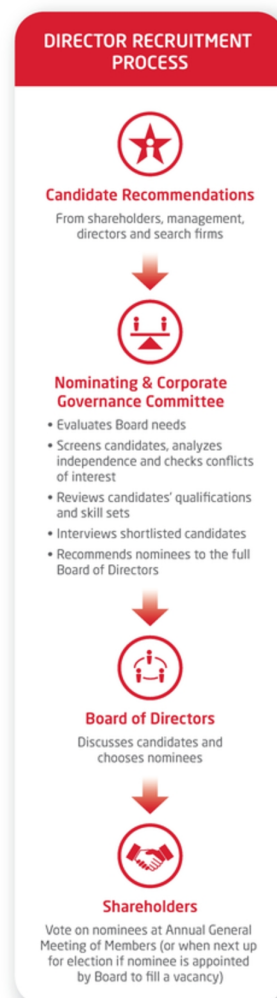 DIRECTOR RECRUITMENT
PROCESS
Candidate Recommendations
From shareholders, management,
directors and search firms
Nominating & Corporate
Governance Committee
• Evaluates Board needs
• Screens candidates, analyzes
independence and checks conflicts
of interest
• Reviews candidates' qualifications
and skill sets
• Interviews shortlisted candidates
• Recommends nominees to the full
Board of Directors
Board of Directors
Discusses candidates and
chooses nominees
Shareholders
Vote on nominees at Annual General
Meeting of Members (or when next up
for election if nominee is appointed
by Board to fill a vacancy)